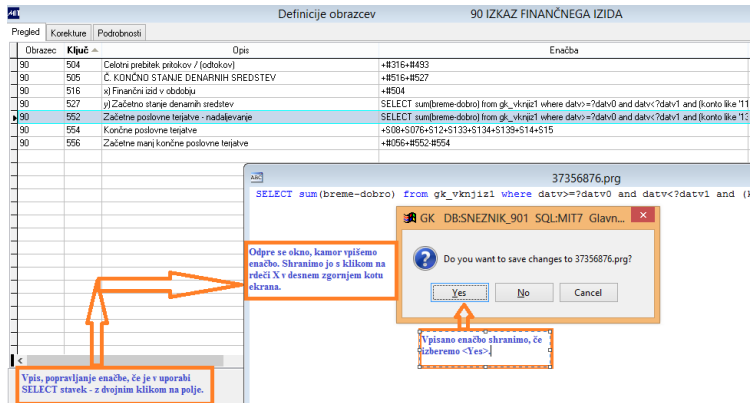 Definicije obrazcev 90 IZKAZ FINANČNEGA IZIDA
Pregled Korekture Podrobnosti
Obrazec Ključ Opis Enačba
90 504 Celotni prebitek pritokov / (odtokov) +#316+#493
90 505 Č. KONČNO STANJE DENARNIH SREDSTEV +#516+#527
90 516 x) Finančni izid v obdobju +#504
90 527 y) Začetno stanje denarnih sredstev SELECT sum(breme-dobro) from gk_vknjiz1 where datv>=?datv0 and datv<?datv1 and (konto like '11
90 552 Začetne poslovne terjatve - nadaljevanje SELECT sum(breme-dobro) from gk_vknjiz1 where datv>=?datv0 and datv<?datv1 and (konto like '13
90 554 Končne poslovne terjatve +S08+S076+S12+S133+S134+S139+S14+S15
90 556 Začetne manj končne poslovne terjatve +#056+#552-#554
37356876.prg
SELECT sum(breme-dobro) from gk_vknjiz1 where datv>=?datv0 and datv<?datv1 and (k
GK DB:SNEZNIK_901 SQL:MIT7 Glavn...
Do you want to save changes to 37356876.prg?
Yes No Cancel
Odpre se okno, kamor vpišemo
enačbo. Shranimo jo s klikom na
rdeči X v desnem zgornjem kotu
ekrana.
Vpisano enačbo shranimo, če
izberemo <Yes>.
Vpis, popravljanje enačbe, če je v uporabi
SELECT stavek - z dvojnim klikom na polje.